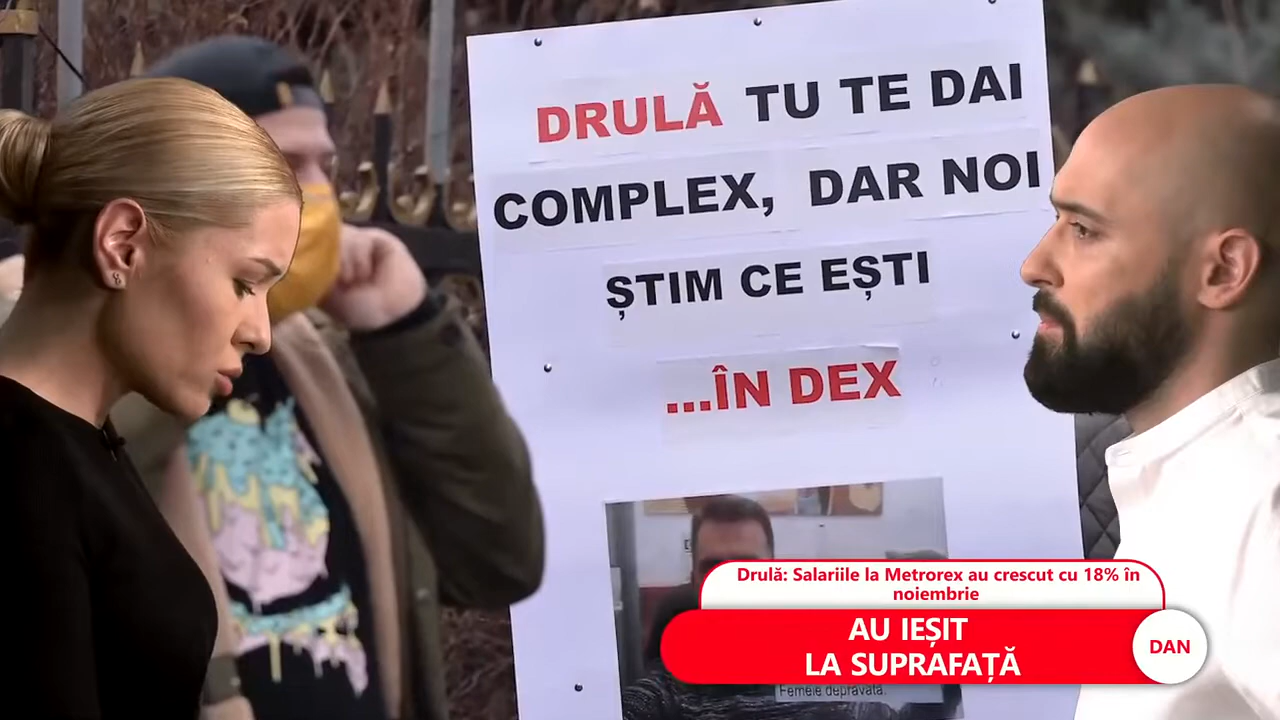 DRULĂ TU TE DAI
COMPLEX, DAR NOI
ȘTIM CE EȘTI
...ÎN DEX
Drulă: Salariile la Metrorex au crescut cu 18% în
noiembrie
AU IEȘIT
LA SUPRAFAȚĂ
DAN
Femeie depravată.